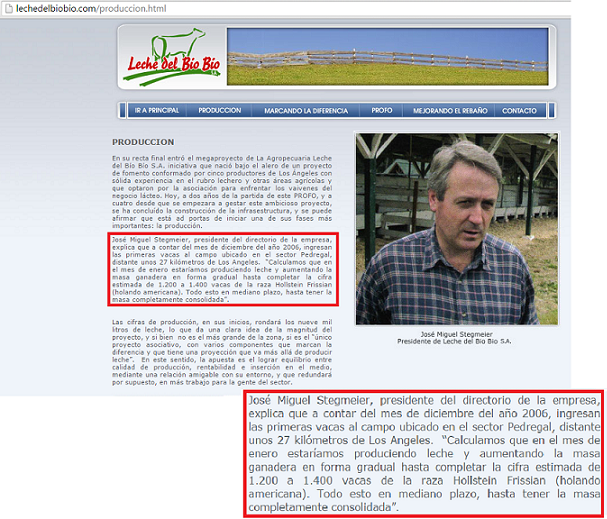 lechedelbiobio.com/produccion.html
Leche del Bio Bio
S.A.
IR A PRINCIPAL PRODUCCION MARCANDO LA DIFERENCIA PROFO MEJORANDO EL REBAÑO CONTACTO
PRODUCCION
En su recta final entró el megaproyecto de La Agropecuaria Leche
del Bío Bío S.A. iniciativa que nació bajo el alero de un proyecto
de fomento conformado por cinco productores de Los Ángeles con
sólida experiencia en el rubro lechero y otras áreas agrícolas y
que optaron por la asociación para enfrentar los vaivenes del
negocio lácteo. Hoy, a dos años de la partida de este PROFO, y a
cuatro desde que se empezara a gestar este ambicioso proyecto,
se ha concluído la construcción de la infraestructura, y se puede
afirmar que está ad portas de iniciar una de sus fases más
importantes: la producción.
José Miguel Stegmeier, presidente del directorio de la empresa,
explica que a contar del mes de diciembre del año 2006, ingresan
las primeras vacas al campo ubicado en el sector Pedregal,
distante unos 27 kilómetros de Los Angeles. “Calculamos que en
el mes de enero estaríamos produciendo leche y aumentando la
masa ganadera en forma gradual hasta completar la cifra
estimada de 1.200 a 1.400 vacas de la raza Hollstein Frissian
(holando americana). Todo esto en mediano plazo, hasta tener la
masa completamente consolidada”.
Las cifras de producción, en sus inicios, rondará los nueve mil
litros de leche, lo que da una clara idea de la magnitud del
proyecto, y si bien no es el más grande de la zona, si es el “único
proyecto asociativo, con varios componentes que marcan la
diferencia y que tiene una proyección que va más allá de producir
leche”. En este sentido, la apuesta es el lograr equilibrio entre
calidad de producción, rentabilidad e inserción en el medio,
mediante una relación amigable con su entorno, y que redundará
por supuesto, en más trabajo para la gente del sector.
José Miguel Stegmeier
Presidente de Leche del Bio Bio S.A.
José Miguel Stegmeier, presidente del directorio de la empresa,
explica que a contar del mes de diciembre del año 2006, ingresan
las primeras vacas al campo ubicado en el sector Pedregal, distante
unos 27 kilómetros de Los Angeles. “Calculamos que en el mes de
enero estaríamos produciendo leche y aumentando la masa
ganadera en forma gradual hasta completar la cifra estimada de
1.200 a 1.400 vacas de la raza Hollstein Frissian (holando
americana). Todo esto en mediano plazo, hasta tener la masa
completamente consolidada”.